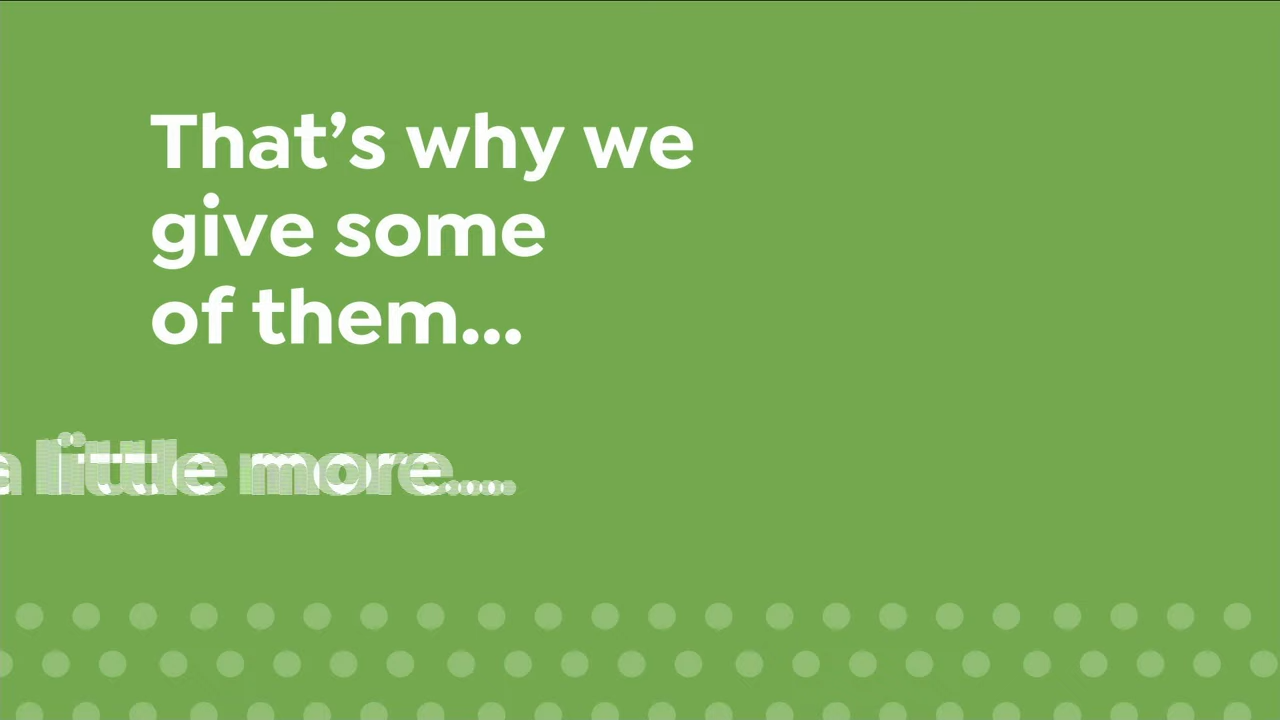 That’s why we
give some
of them...
a little more...